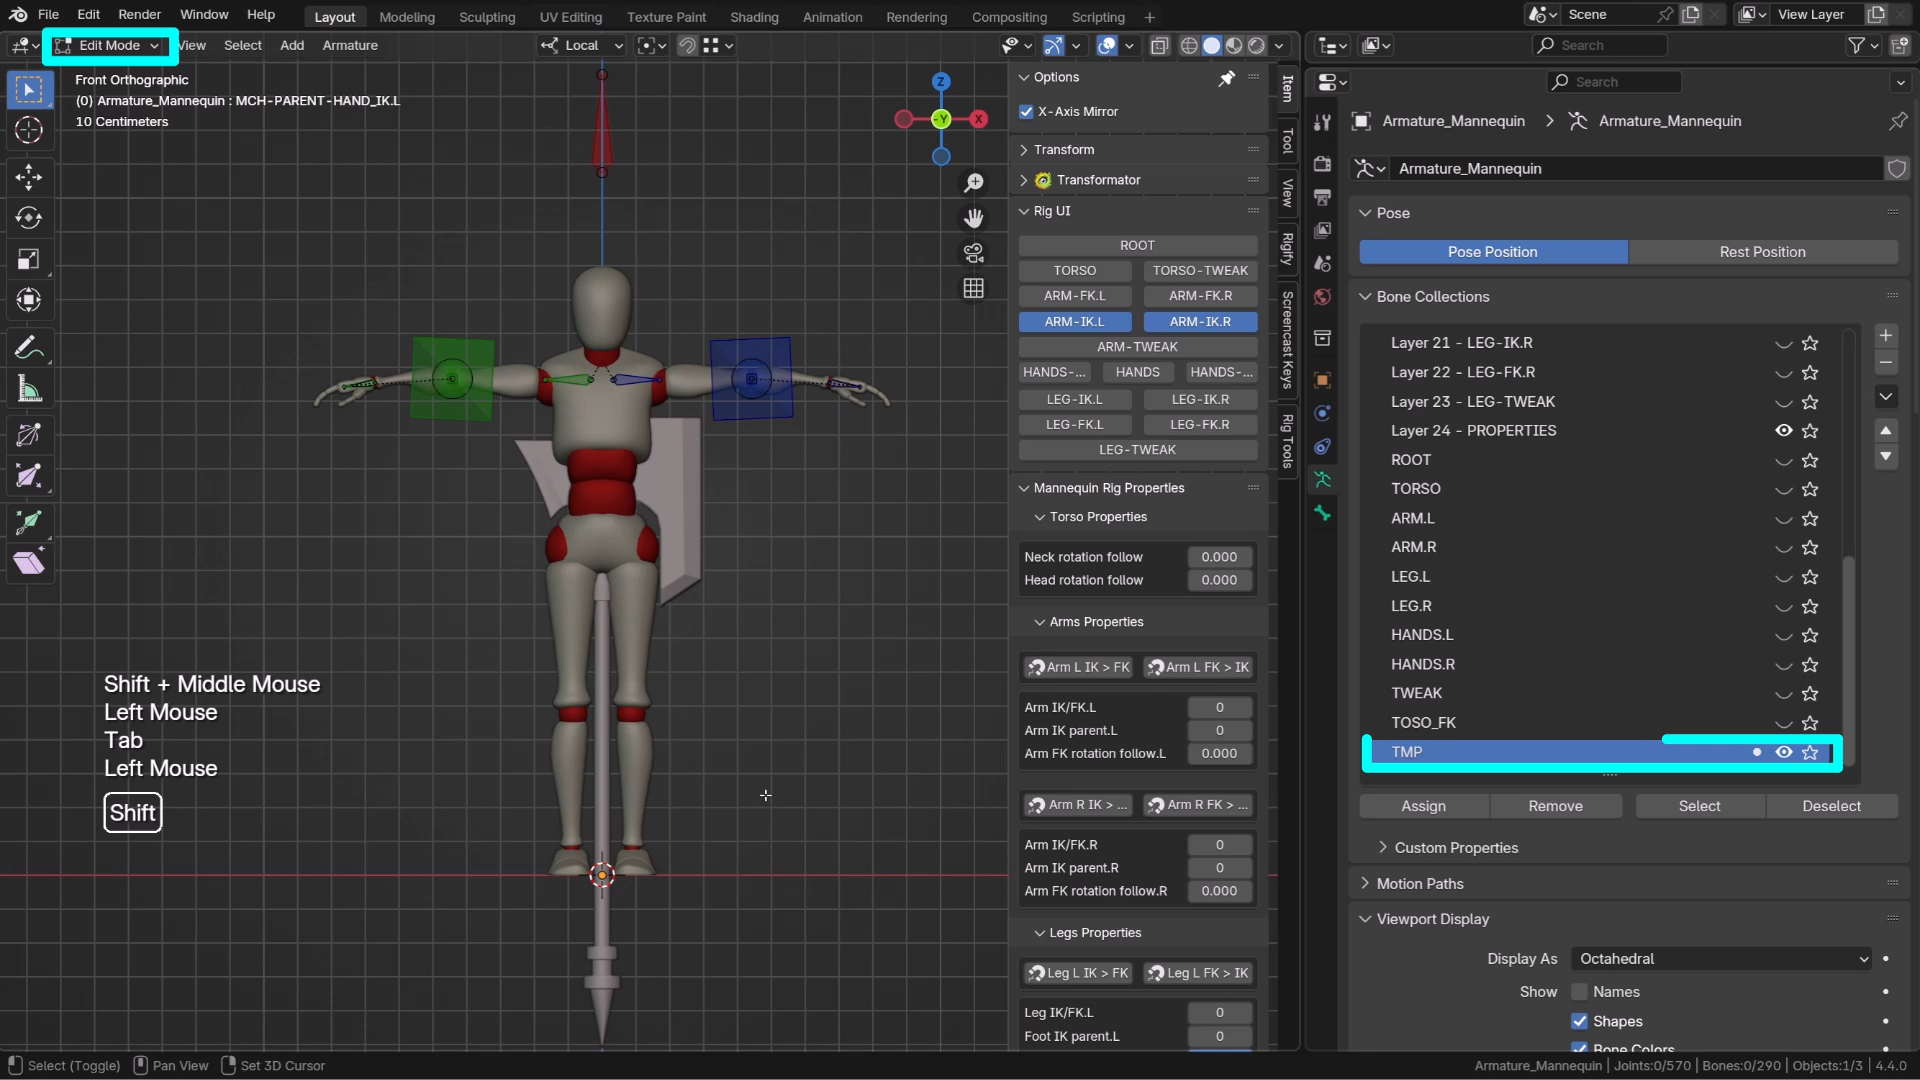 File Edit Render Window Help
Layout Modeling Sculpting UV Editing Texture Paint Shading Animation Rendering Compositing Scripting +
Scene
View Layer
Edit Mode View Select Add Armature
Local
Search
Front Orthographic
(0) Armature_Mannequin : MCH-PARENT-HAND_IK.L
10 Centimeters
Z
-Y
X
Options
X-Axis Mirror
Transform
Transformator
Rig UI
ROOT
TORSO TORSO-TWEAK
ARM-FK.L ARM-FK.R
ARM-IK.L ARM-IK.R
ARM-TWEAK
HANDS-... HANDS HANDS-...
LEG-IK.L LEG-IK.R
LEG-FK.L LEG-FK.R
LEG-TWEAK
Mannequin Rig Properties
Torso Properties
Neck rotation follow 0.000
Head rotation follow 0.000
Arms Properties
Arm L IK > FK Arm L FK > IK
Arm IK/FK.L 0
Arm IK parent.L 0
Arm FK rotation follow.L 0.000
Arm R IK > ... Arm R FK > ...
Arm IK/FK.R 0
Arm IK parent.R 0
Arm FK rotation follow.R 0.000
Legs Properties
Leg L IK > FK Leg L FK > IK
Leg IK/FK.L 0
Foot IK parent.L 0
Item
Tool
View
Rigify
Screencast Keys
Rig Tools
Search
Armature_Mannequin > Armature_Mannequin
Armature_Mannequin
Pose
Pose Position Rest Position
Bone Collections
Layer 21 - LEG-IK.R
Layer 22 - LEG-FK.R
Layer 23 - LEG-TWEAK
Layer 24 - PROPERTIES
ROOT
TORSO
ARM.L
ARM.R
LEG.L
LEG.R
HANDS.L
HANDS.R
TWEAK
TOSO_FK
TMP
Assign Remove Select Deselect
Custom Properties
Motion Paths
Viewport Display
Display As Octahedral
Show Names
Shapes
Bone Colors
Shift + Middle Mouse
Left Mouse
Tab
Left Mouse
Shift
Select (Toggle) Pan View Set 3D Cursor
Armature_Mannequin | Joints:0/570 | Bones:0/290 | Objects:1/3 | 4.4.0